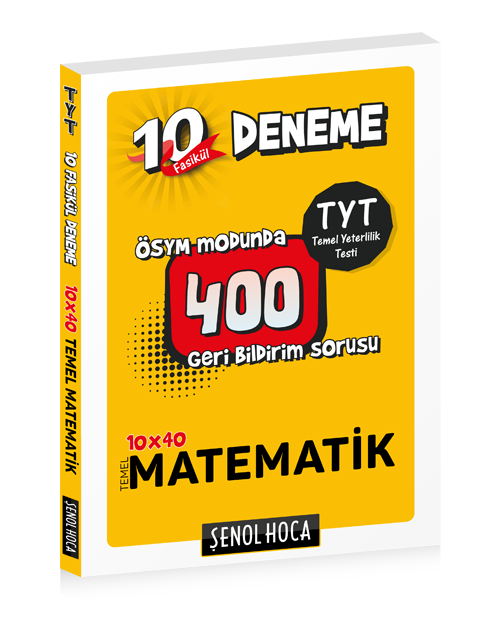 TYT
10 FASİKÜL DENEME
10x40 TEMEL MATEMATİK
ŞENOL HOCA
10 DENEME
Fasikül
TYT
Temel Yeterlilik
Testi
ÖSYM MODUNDA
400
Geri Bildirim Sorusu
10x40
TEMEL
MATEMATİK
ŞENOL HOCA